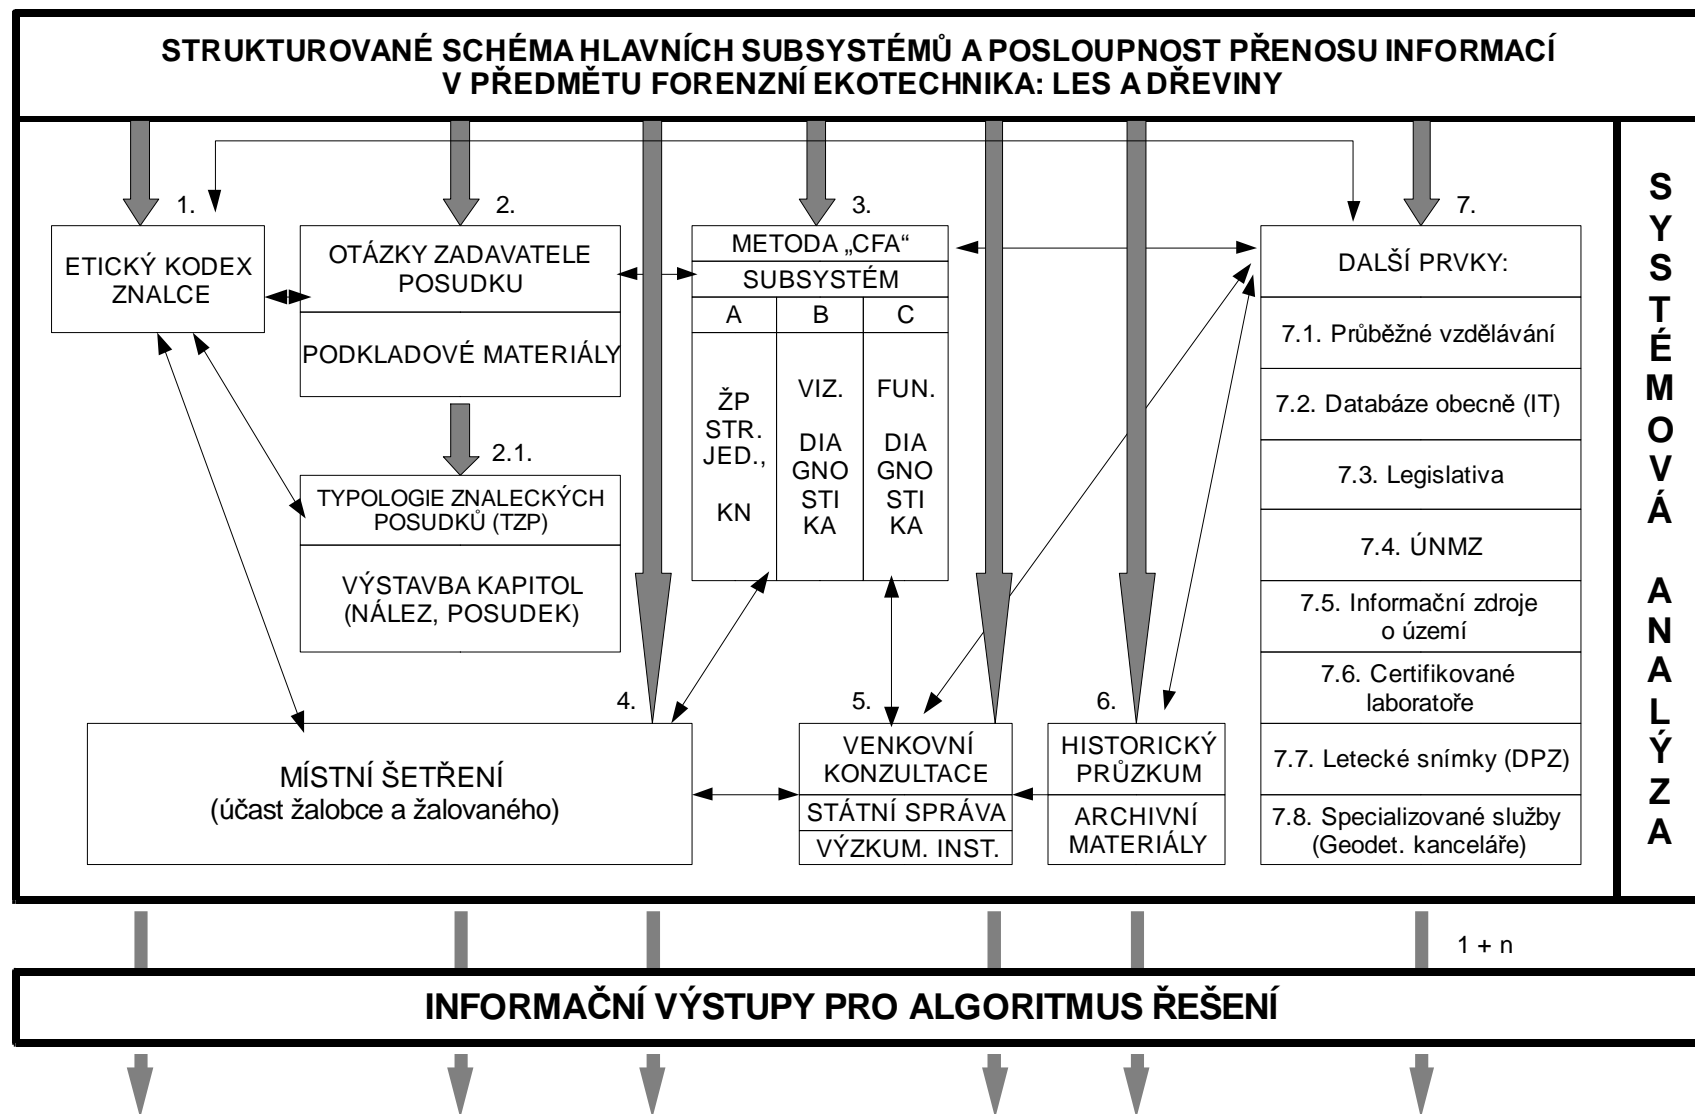 STRUKTUROVANÉ SCHÉMA HLAVNÍCH SUBSYSTÉMŮ A POSLOUPNOST PŘENOSU INFORMACÍ
V PŘEDMĚTU FORENZNÍ EKOTECHNIKA: LES A DŘEVINY
1.
ETICKÝ KODEX
ZNALCE
2.
OTÁZKY ZADAVATELE
POSUDKU
PODKLADOVÉ MATERIÁLY
2.1.
TYPOLOGIE ZNALECKÝCH
POSUDKŮ (TZP)
VÝSTAVBA KAPITOL
(NÁLEZ, POSUDEK)
3.
METODA „CFA“
SUBSYSTÉM
A
B
C
ŽP
STR.
JED.,
KN
VIZ.
DIA
GNO
STI
KA
FUN.
DIA
GNO
STI
KA
4.
MÍSTNÍ ŠETŘENÍ
(účast žalobce a žalovaného)
5.
VENKOVNÍ
KONZULTACE
STÁTNÍ SPRÁVA
VÝZKUM. INST.
6.
HISTORICKÝ
PRŮZKUM
ARCHIVNÍ
MATERIÁLY
7.
DALŠÍ PRVKY:
7.1. Průběžné vzdělávání
7.2. Databáze obecně (IT)
7.3. Legislativa
7.4. ÚNMZ
7.5. Informační zdroje
o území
7.6. Certifikované
laboratoře
7.7. Letecké snímky (DPZ)
7.8. Specializované služby
(Geodet. kanceláře)
SYSTÉMOVÁ ANALÝZA
1 + n
INFORMAČNÍ VÝSTUPY PRO ALGORITMUS ŘEŠENÍ